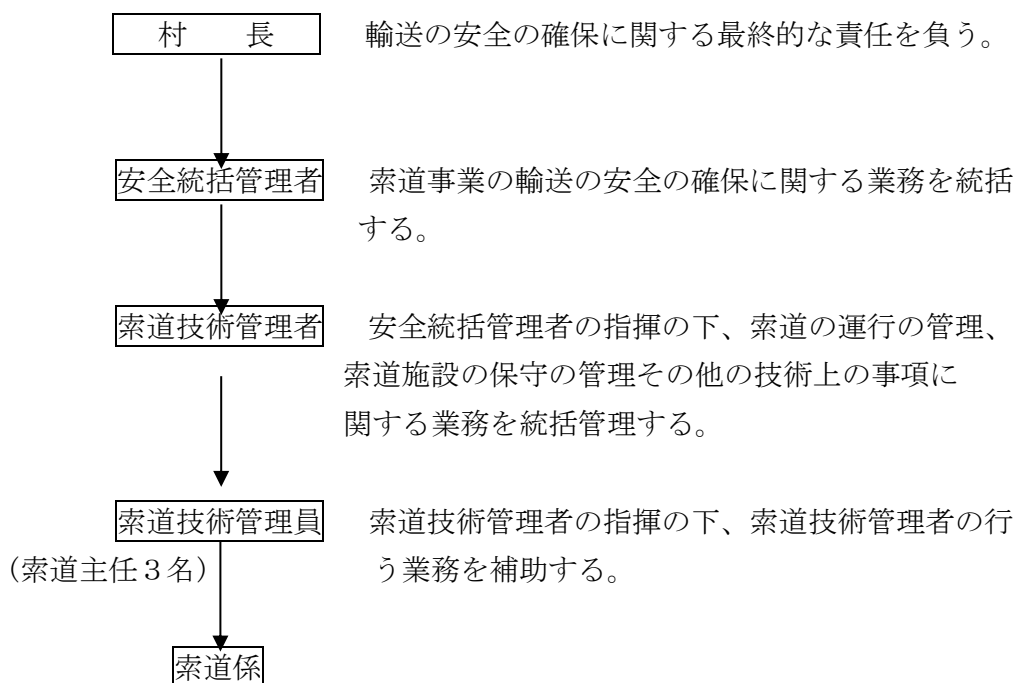 村　　長　輸送の安全の確保に関する最終的な責任を負う。
安全統括管理者　索道事業の輸送の安全の確保に関する業務を統括
する。
索道技術管理者　安全統括管理者の指揮の下、索道の運行の管理、
索道施設の保守の管理その他の技術上の事項に
関する業務を統括管理する。
索道技術管理員　索道技術管理者の指揮の下、索道技術管理者の行
（索道主任３名）　う業務を補助する。
索道係